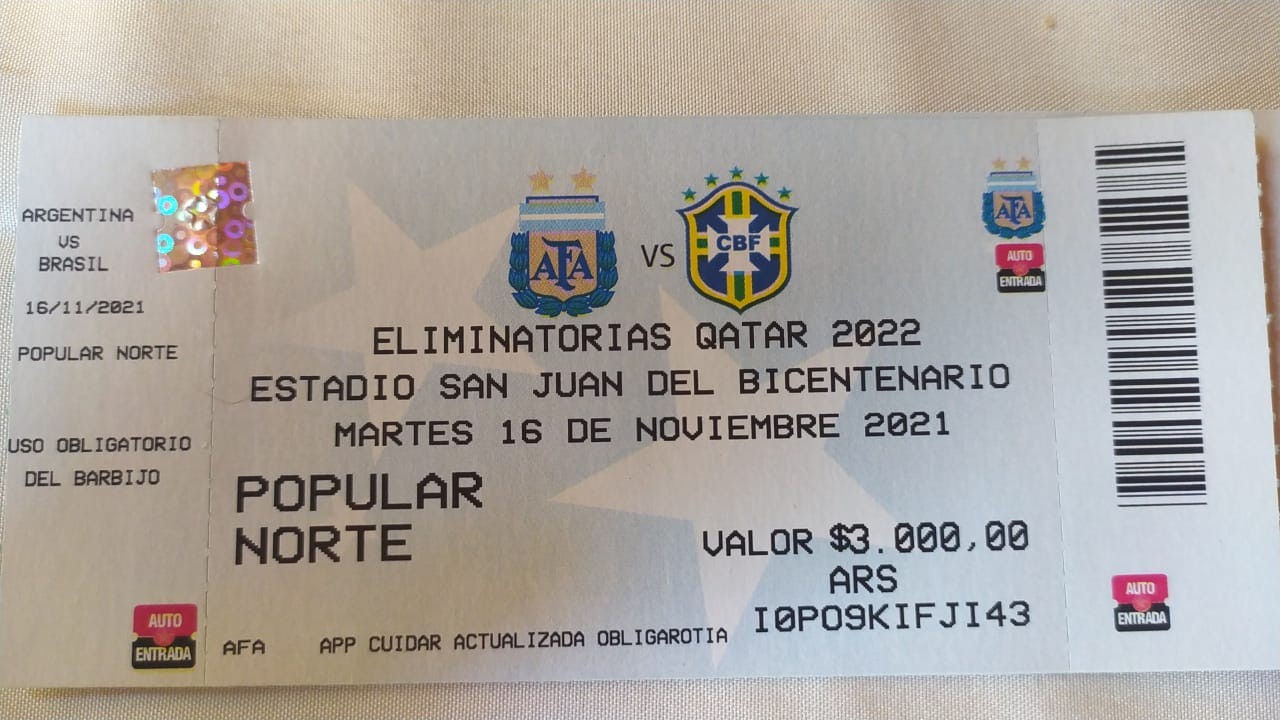 ARGENTINA
VS
BRASIL
16/11/2021
POPULAR NORTE
USO OBLIGATORIO
DEL BARBIJO
AUTO
ENTRADA
AFA
VS
CBF
ELIMINATORIAS QATAR 2022
ESTADIO SAN JUAN DEL BICENTENARIO
MARTES 16 DE NOVIEMBRE 2021
POPULAR
NORTE
VALOR $3.000,00
ARS
I0PO9KIFJI43
AFA
APP CUIDAR ACTUALIZADA OBLIGAROTIA
AFA
AUTO
ENTRADA
AUTO
ENTRADA